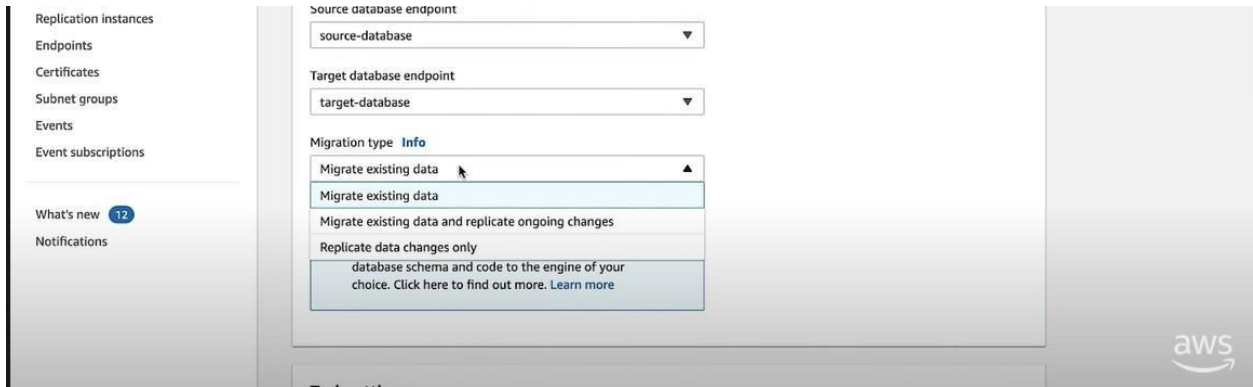 Replication instances
Endpoints
Certificates
Subnet groups
Events
Event subscriptions
What's new 12
Notifications
Source database endpoint
source-database
Target database endpoint
target-database
Migration type Info
Migrate existing data
Migrate existing data
Migrate existing data and replicate ongoing changes
Replicate data changes only
database schema and code to the engine of your
choice. Click here to find out more. Learn more
aws